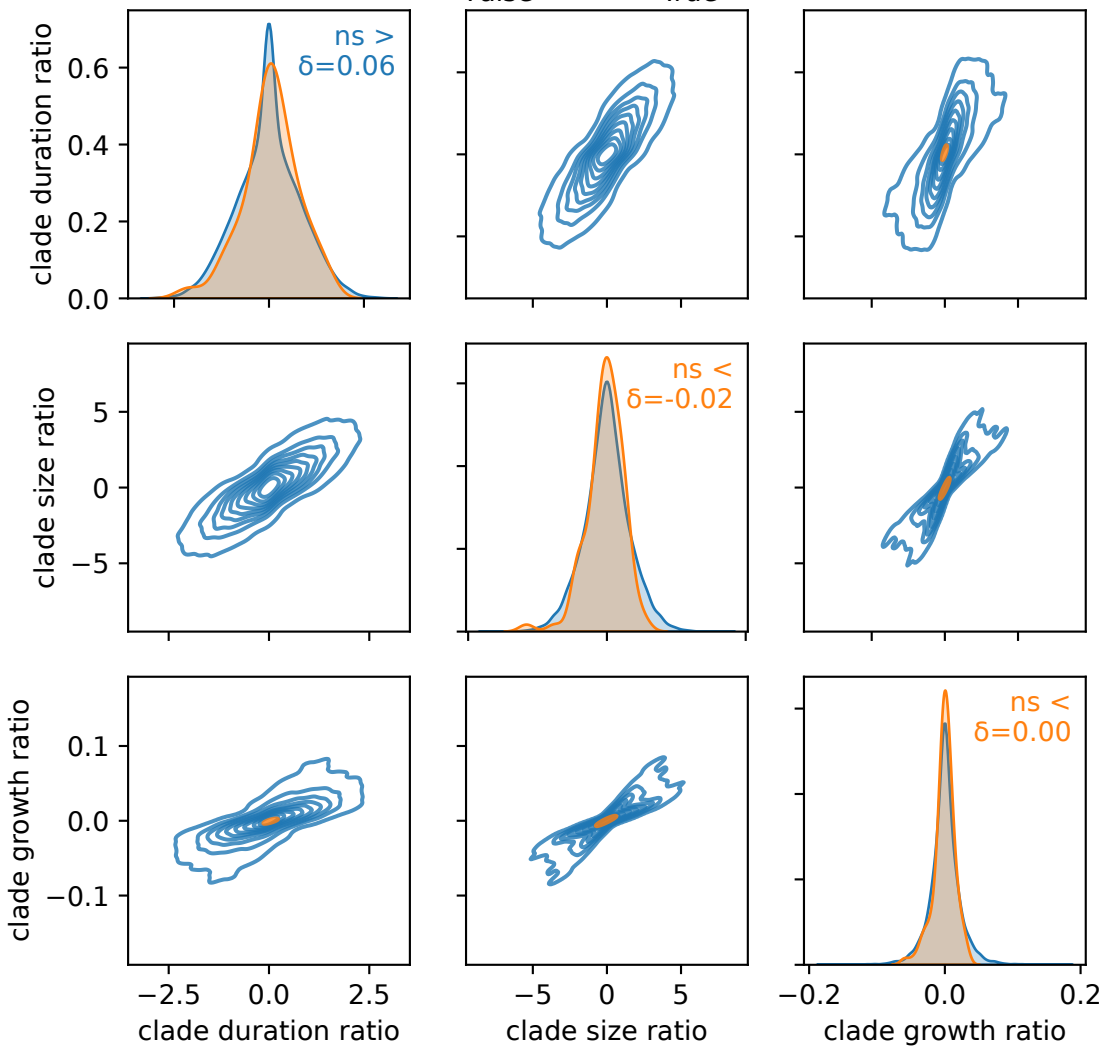 clade duration ratio
0.6
0.4
0.2
0.0
ns >
δ=0.06
clade size ratio
5
0
−5
ns <
δ=-0.02
clade growth ratio
0.1
0.0
−0.1
ns <
δ=0.00
−2.5 0.0 2.5
−5 0 5
−0.2 0.0 0.2
clade duration ratio
clade size ratio
clade growth ratio